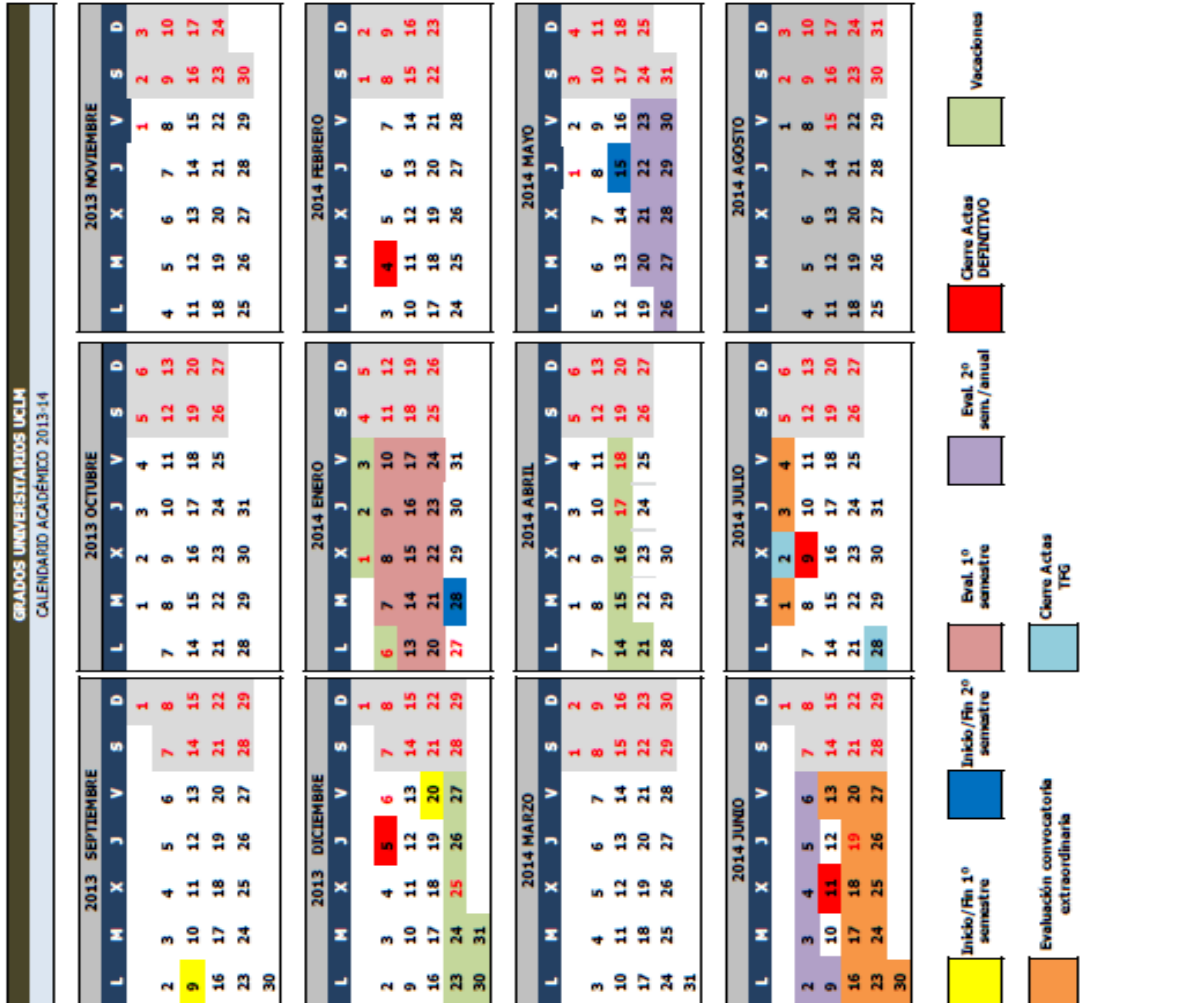 GRADOS UNIVERSITARIOS UCLM
CALENDARIO ACADÉMICO 2013-14
2013 SEPTIEMBRE
L M X J V S D
1
2 3 4 5 6 7 8
9 10 11 12 13 14 15
16 17 18 19 20 21 22
23 24 25 26 27 28 29
30
2013 OCTUBRE
L M X J V S D
1 2 3 4 5 6
7 8 9 10 11 12 13
14 15 16 17 18 19 20
21 22 23 24 25 26 27
28 29 30 31
2013 NOVIEMBRE
L M X J V S D
1 2 3
4 5 6 7 8 9 10
11 12 13 14 15 16 17
18 19 20 21 22 23 24
25 26 27 28 29 30
2013 DICIEMBRE
L M X J V S D
1
2 3 4 5 6 7 8
9 10 11 12 13 14 15
16 17 18 19 20 21 22
23 24 25 26 27 28 29
30 31
2014 ENERO
L M X J V S D
1 2 3 4 5
6 7 8 9 10 11 12
13 14 15 16 17 18 19
20 21 22 23 24 25 26
27 28 29 30 31
2014 FEBRERO
L M X J V S D
1 2
3 4 5 6 7 8 9
10 11 12 13 14 15 16
17 18 19 20 21 22 23
24 25 26 27 28
2014 MARZO
L M X J V S D
1 2
3 4 5 6 7 8 9
10 11 12 13 14 15 16
17 18 19 20 21 22 23
24 25 26 27 28 29 30
31
2014 ABRIL
L M X J V S D
1 2 3 4 5 6
7 8 9 10 11 12 13
14 15 16 17 18 19 20
21 22 23 24 25 26 27
28 29 30
2014 MAYO
L M X J V S D
1 2 3 4
5 6 7 8 9 10 11
12 13 14 15 16 17 18
19 20 21 22 23 24 25
26 27 28 29 30 31
2014 JUNIO
L M X J V S D
1
2 3 4 5 6 7 8
9 10 11 12 13 14 15
16 17 18 19 20 21 22
23 24 25 26 27 28 29
30
2014 JULIO
L M X J V S D
1 2 3 4 5 6
7 8 9 10 11 12 13
14 15 16 17 18 19 20
21 22 23 24 25 26 27
28 29 30 31
2014 AGOSTO
L M X J V S D
1 2 3
4 5 6 7 8 9 10
11 12 13 14 15 16 17
18 19 20 21 22 23 24
25 26 27 28 29 30 31
Inicio/Fin 1º
semestre
Inicio/Fin 2º
semestre
Eval. 1º
semestre
Eval. 2º
sem./anual
Cierre Actas
DEFINITIVO
Vacaciones
Evaluación convocatoria
extraordinaria
Cierre Actas
TFG